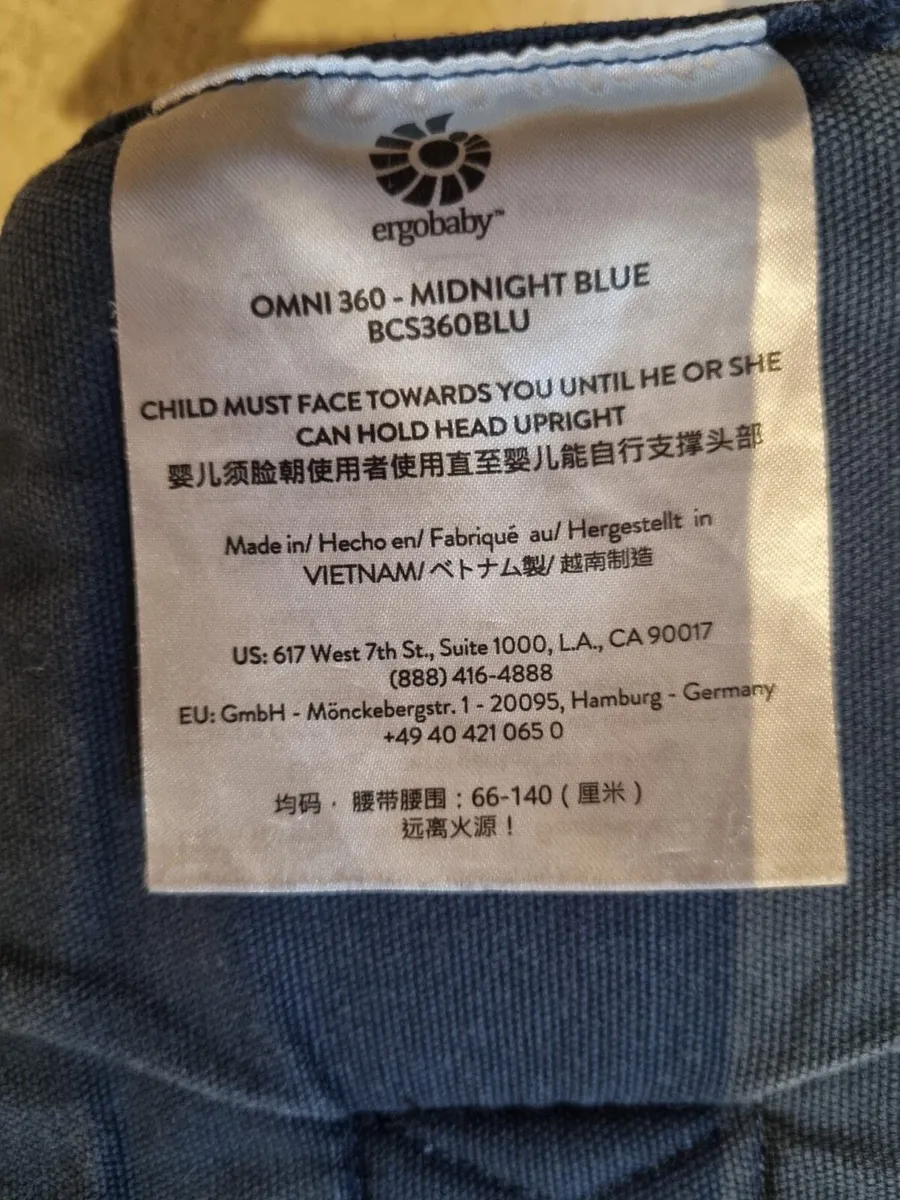 ergobaby™
OMNI 360 - MIDNIGHT BLUE
BCS360BLU
CHILD MUST FACE TOWARDS YOU UNTIL HE OR SHE
CAN HOLD HEAD UPRIGHT
婴儿须脸朝使用者使用直至婴儿能自行支撑头部
Made in/ Hecho en/ Fabriqué au/ Hergestellt in
VIETNAM/ ベトナム製/ 越南制造
US: 617 West 7th St., Suite 1000, L.A., CA 90017
(888) 416-4888
EU: GmbH - Mönckebergstr. 1 - 20095, Hamburg - Germany
+49 40 421 065 0
均码 · 腰带腰围：66-140（厘米）
远离火源！